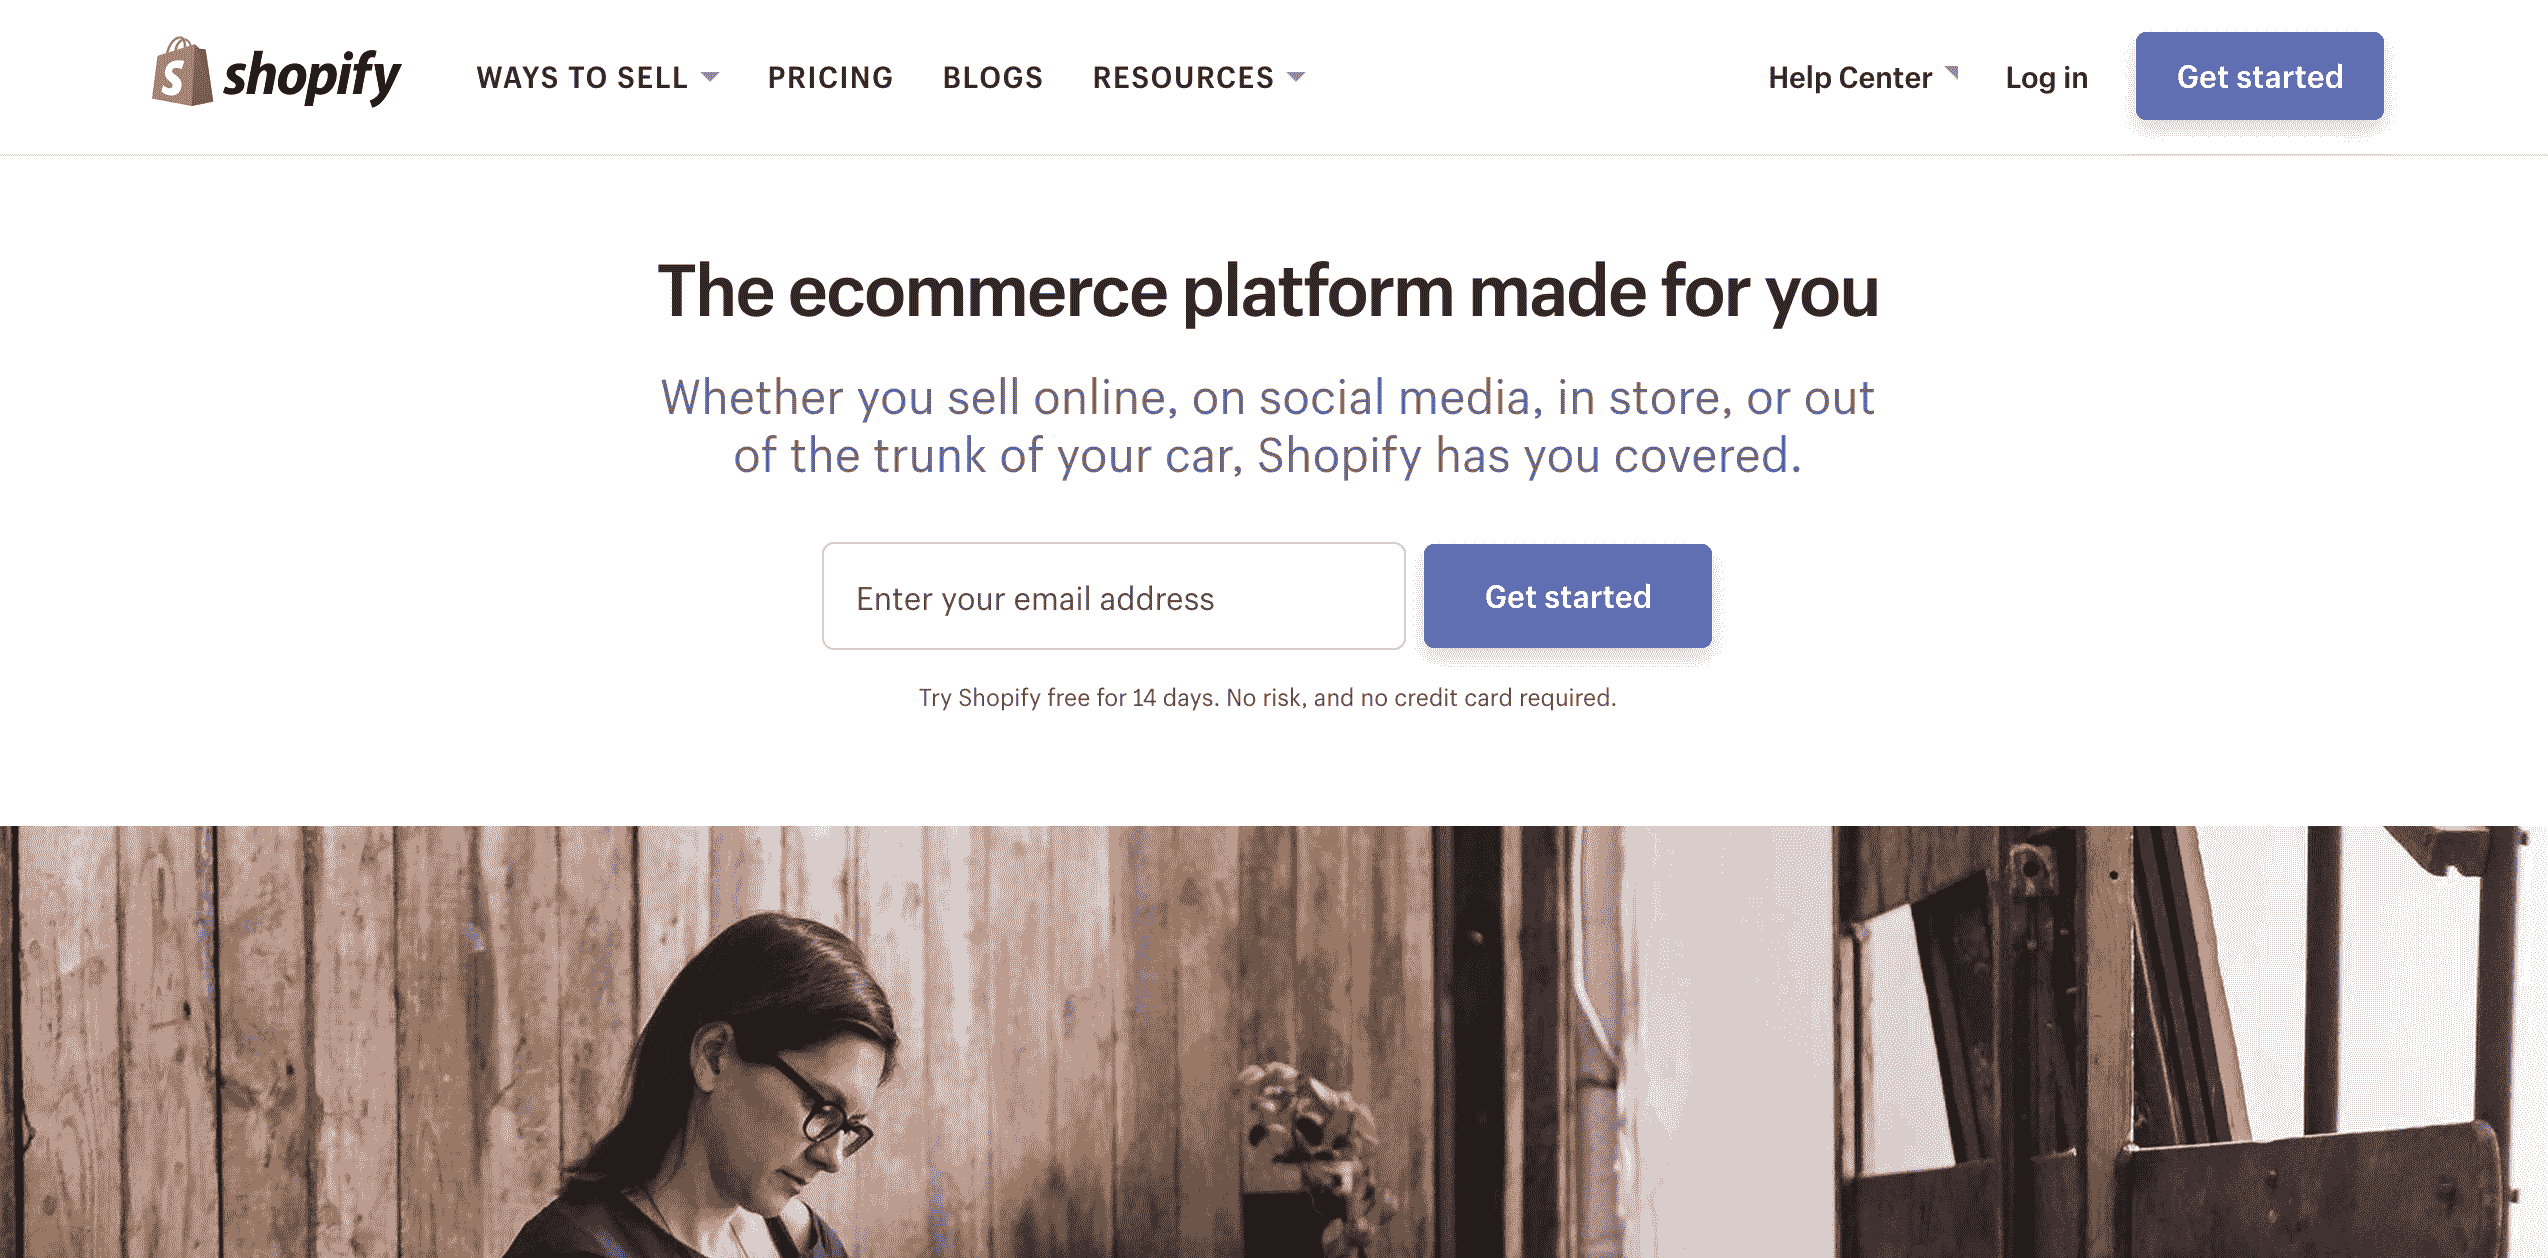 shopify
WAYS TO SELL
PRICING
BLOGS
RESOURCES
Help Center
Log in
Get started
The ecommerce platform made for you
Whether you sell online, on social media, in store, or out
of the trunk of your car, Shopify has you covered.
Enter your email address
Get started
Try Shopify free for 14 days. No risk, and no credit card required.